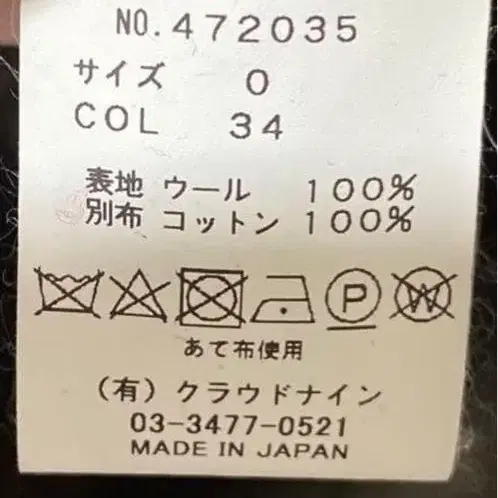 NO.472035
サイズ 0
COL 34
表地 ウール 100%
別布 コットン 100%
P W
あて布使用
(有) クラウドナイン
03-3477-0521
MADE IN JAPAN